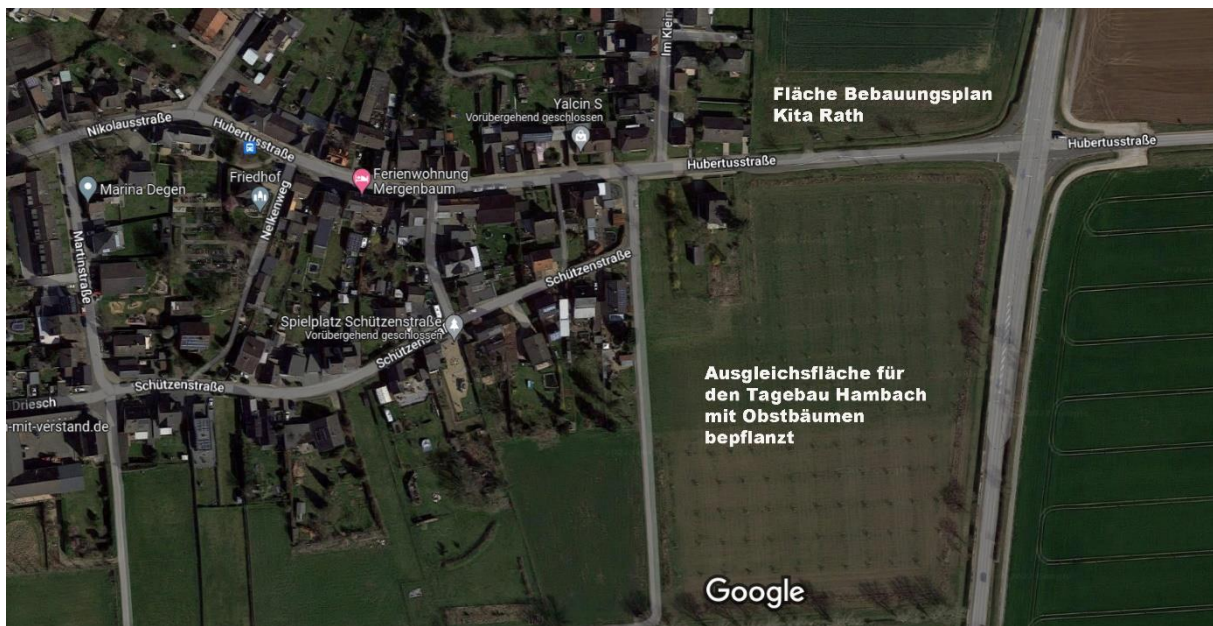 Im Kleine
Fläche Bebauungsplan
Kita Rath
Yalcin S
Vorübergehend geschlossen
Nikolausstraße
Hubertusstraße
Hubertusstraße
Hubertusstraße
Ferienwohnung
Mergenbaum
Friedhof
Marina Degen
Nelkenweg
Martinstraße
Schützenstraße
Spielplatz Schützenstraße
Vorübergehend geschlossen
Schützenstraße
Schützenstraße
Driesch
n-mit-verstand.de
Ausgleichsfläche für
den Tagebau Hambach
mit Obstbäumen
bepflanzt
Google